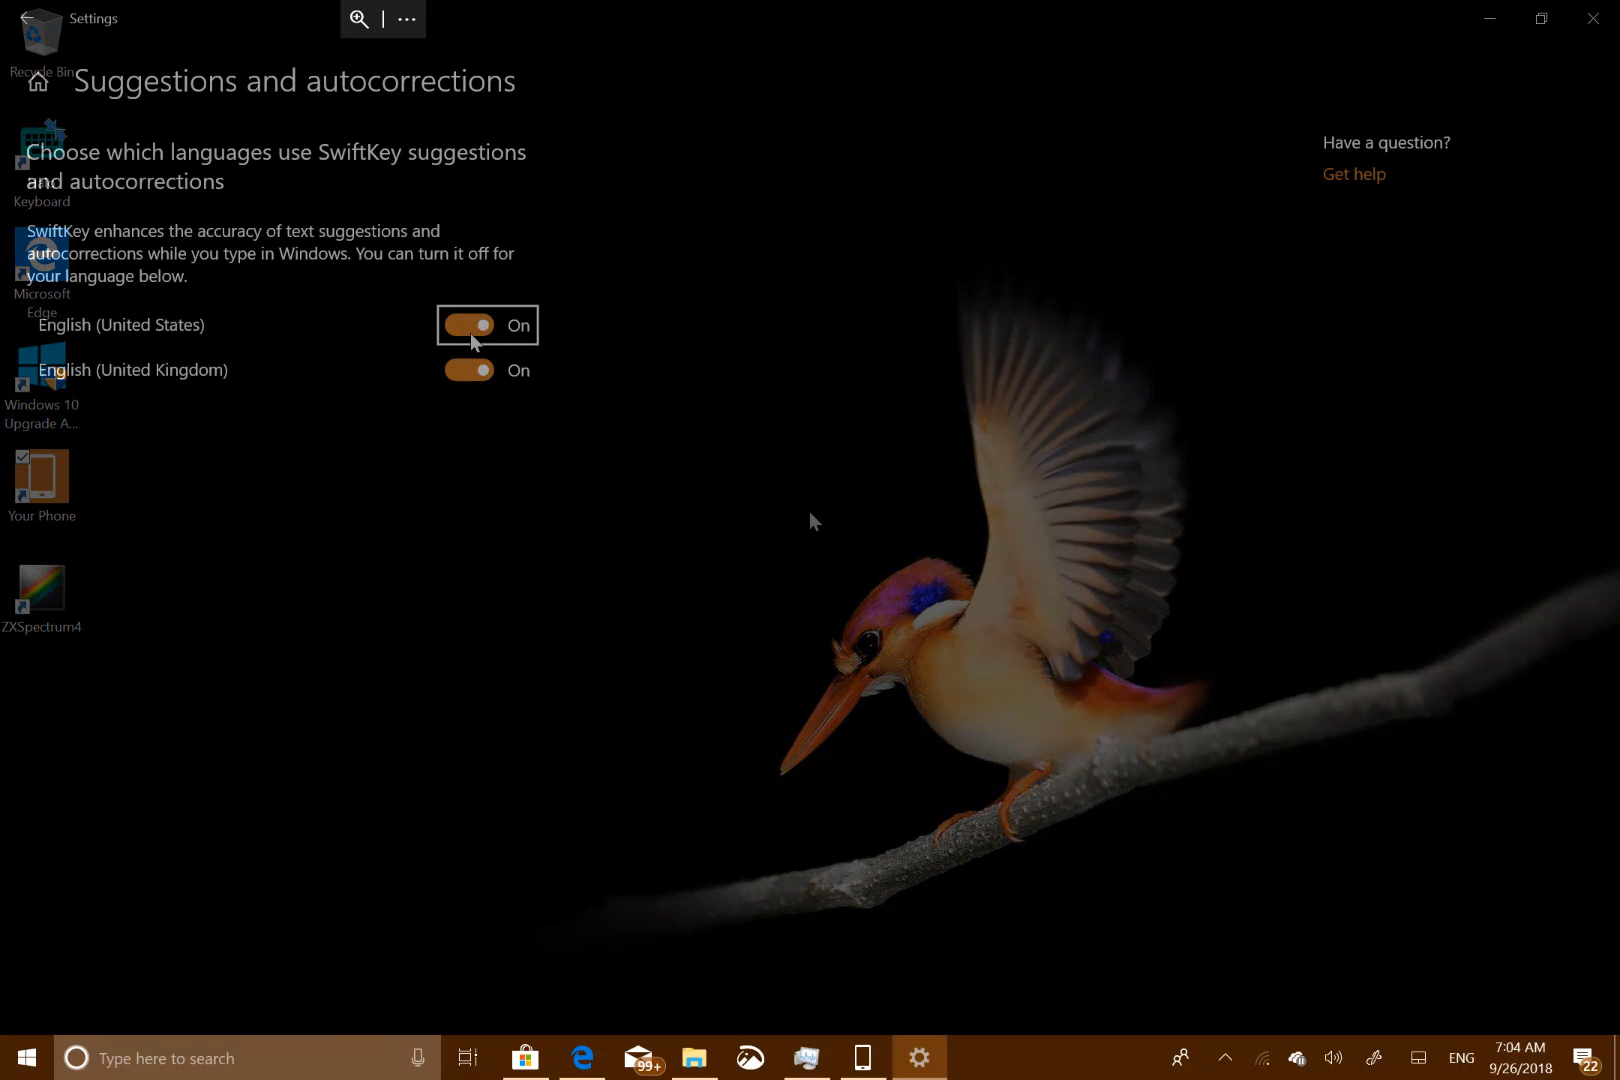 Settings
Recycle Bin
Suggestions and autocorrections
Choose which languages use SwiftKey suggestions
and autocorrections
Keyboard
SwiftKey enhances the accuracy of text suggestions and
autocorrections while you type in Windows. You can turn it off for
your language below.
Microsoft
Edge
English (United States)
On
English (United Kingdom)
On
Windows 10
Upgrade A...
Your Phone
ZXSpectrum4
Have a question?
Get help
Type here to search
99+
ENG
7:04 AM
9/26/2018
22